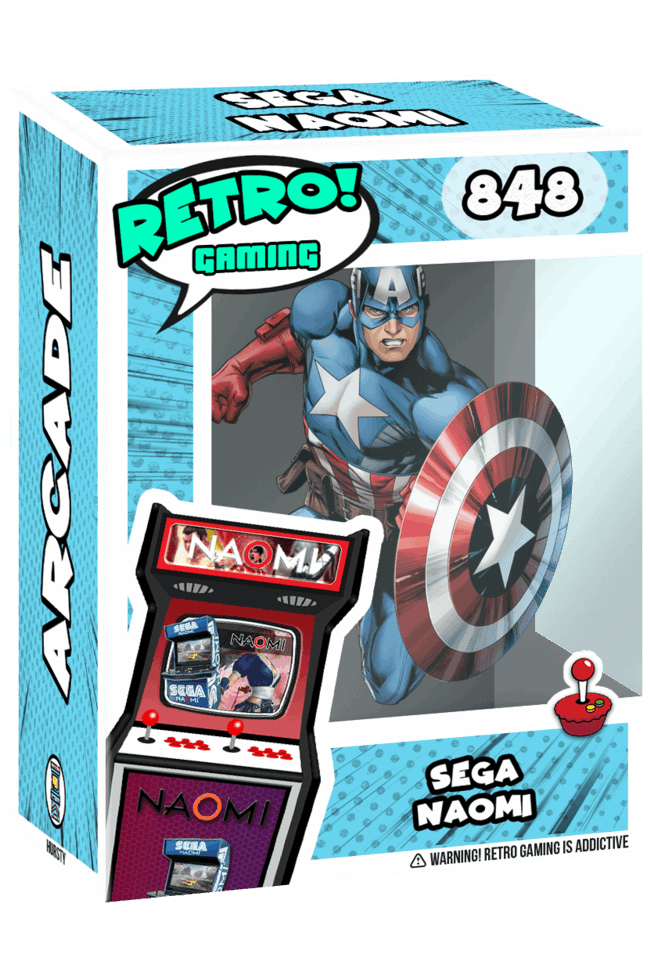 SEGA
NAOMI
RETRO!
GAMING
848
ARCADE
NAOMI
SEGA
NAOMI
NAOMI
SEGA
NAOMI
NAOMI
SEGA
NAOMI
SEGA
NAOMI
HURSTY
⚠ WARNING! RETRO GAMING IS ADDICTIVE